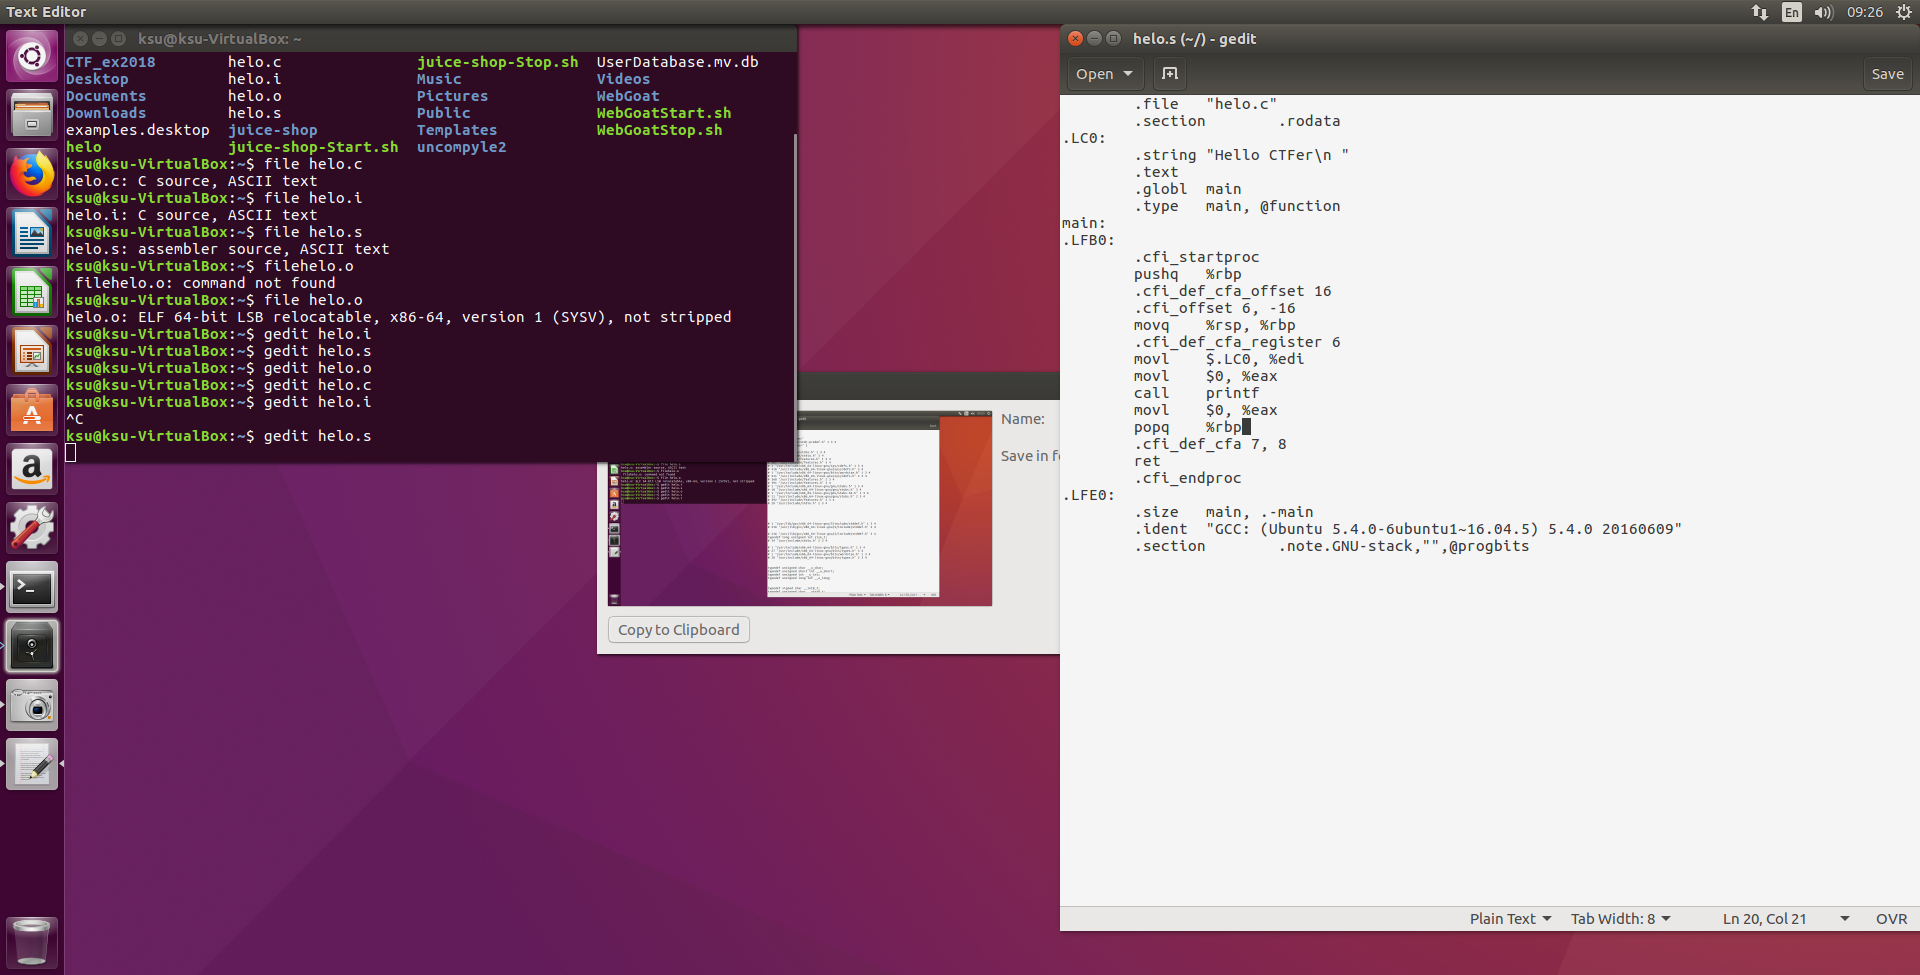 Text Editor
En
09:26
ksu@ksu-VirtualBox: ~
CTF_ex2018 helo.c juice-shop-Stop.sh UserDatabase.mv.db
Desktop helo.i Music Videos
Documents helo.o Pictures WebGoat
Downloads helo.s Public WebGoatStart.sh
examples.desktop juice-shop Templates WebGoatStop.sh
helo juice-shop-Start.sh uncompyle2
ksu@ksu-VirtualBox:~$ file helo.c
helo.c: C source, ASCII text
ksu@ksu-VirtualBox:~$ file helo.i
helo.i: C source, ASCII text
ksu@ksu-VirtualBox:~$ file helo.s
helo.s: assembler source, ASCII text
ksu@ksu-VirtualBox:~$ filehelo.o
 filehelo.o: command not found
ksu@ksu-VirtualBox:~$ file helo.o
helo.o: ELF 64-bit LSB relocatable, x86-64, version 1 (SYSV), not stripped
ksu@ksu-VirtualBox:~$ gedit helo.i
ksu@ksu-VirtualBox:~$ gedit helo.s
ksu@ksu-VirtualBox:~$ gedit helo.o
ksu@ksu-VirtualBox:~$ gedit helo.c
ksu@ksu-VirtualBox:~$ gedit helo.i
^C
ksu@ksu-VirtualBox:~$ gedit helo.s
Name:
Save in fo
Copy to Clipboard
helo.s (~/) - gedit
Open
Save
.file "helo.c"
.section .rodata
.LC0:
.string "Hello CTFer\n "
.text
.globl main
.type main, @function
main:
.LFB0:
.cfi_startproc
pushq %rbp
.cfi_def_cfa_offset 16
.cfi_offset 6, -16
movq %rsp, %rbp
.cfi_def_cfa_register 6
movl $.LC0, %edi
movl $0, %eax
call printf
movl $0, %eax
popq %rbp
.cfi_def_cfa 7, 8
ret
.cfi_endproc
.LFE0:
.size main, .-main
.ident "GCC: (Ubuntu 5.4.0-6ubuntu1~16.04.5) 5.4.0 20160609"
.section .note.GNU-stack,"",@progbits
Plain Text
Tab Width: 8
Ln 20, Col 21
OVR